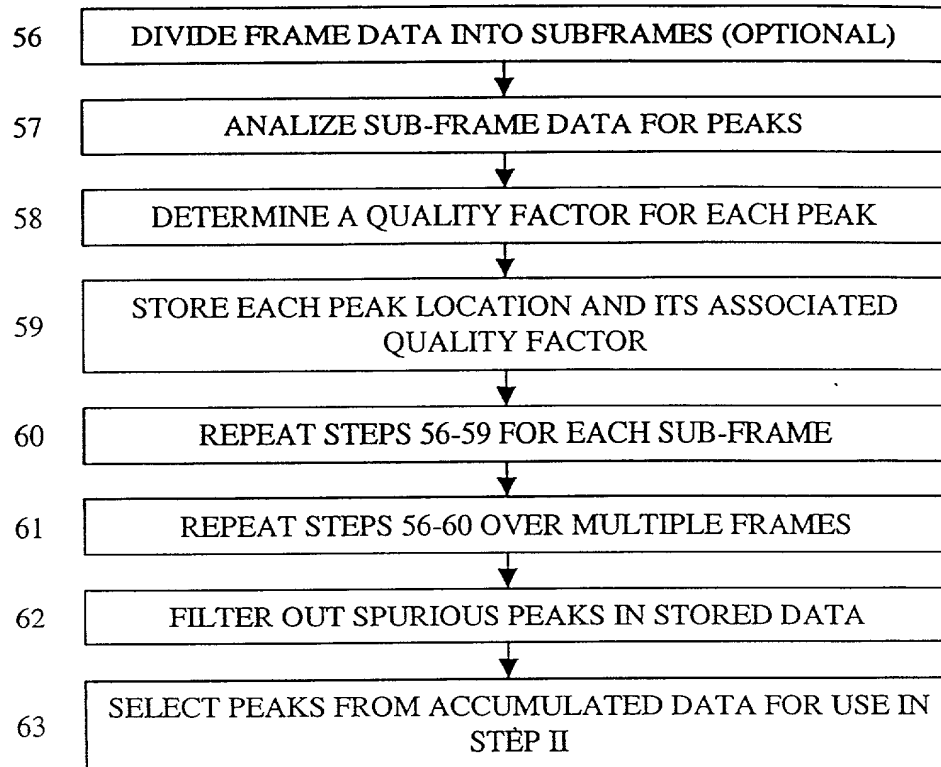 56 DIVIDE FRAME DATA INTO SUBFRAMES (OPTIONAL)
57 ANALIZE SUB-FRAME DATA FOR PEAKS
58 DETERMINE A QUALITY FACTOR FOR EACH PEAK
59 STORE EACH PEAK LOCATION AND ITS ASSOCIATED
QUALITY FACTOR
60 REPEAT STEPS 56-59 FOR EACH SUB-FRAME
61 REPEAT STEPS 56-60 OVER MULTIPLE FRAMES
62 FILTER OUT SPURIOUS PEAKS IN STORED DATA
63 SELECT PEAKS FROM ACCUMULATED DATA FOR USE IN
STEP II